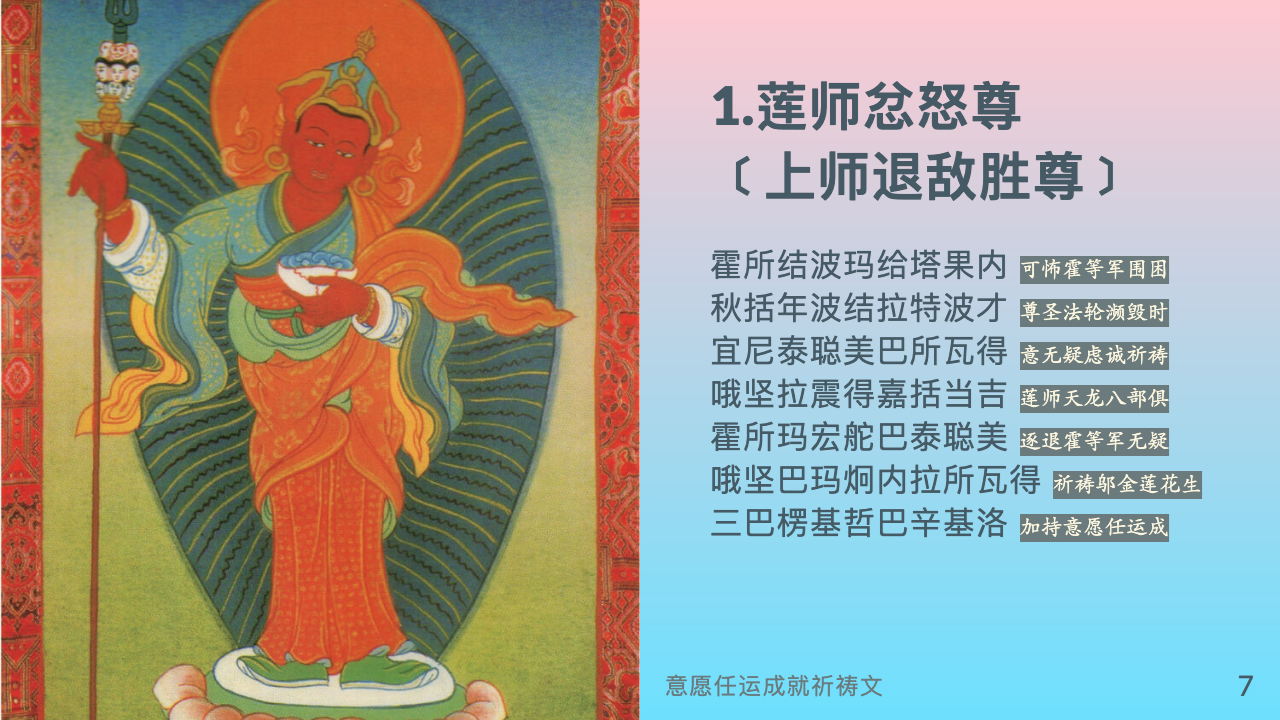 1.莲师忿怒尊
﹝上师退敌胜尊﹞
霍所结波玛给塔果内 可怖霍等军围困
秋括年波结拉特波才 尊圣法轮濒毁时
宜尼泰聪美巴所瓦得 意无疑虑诚祈祷
哦坚拉震得嘉括当吉 莲师天龙八部俱
霍所玛宏舵巴泰聪美 逐退霍等军无疑
哦坚巴玛炯内拉所瓦得 祈祷邬金莲花生
三巴楞基哲巴辛基洛 加持意愿任运成
意愿任运成就祈祷文
7